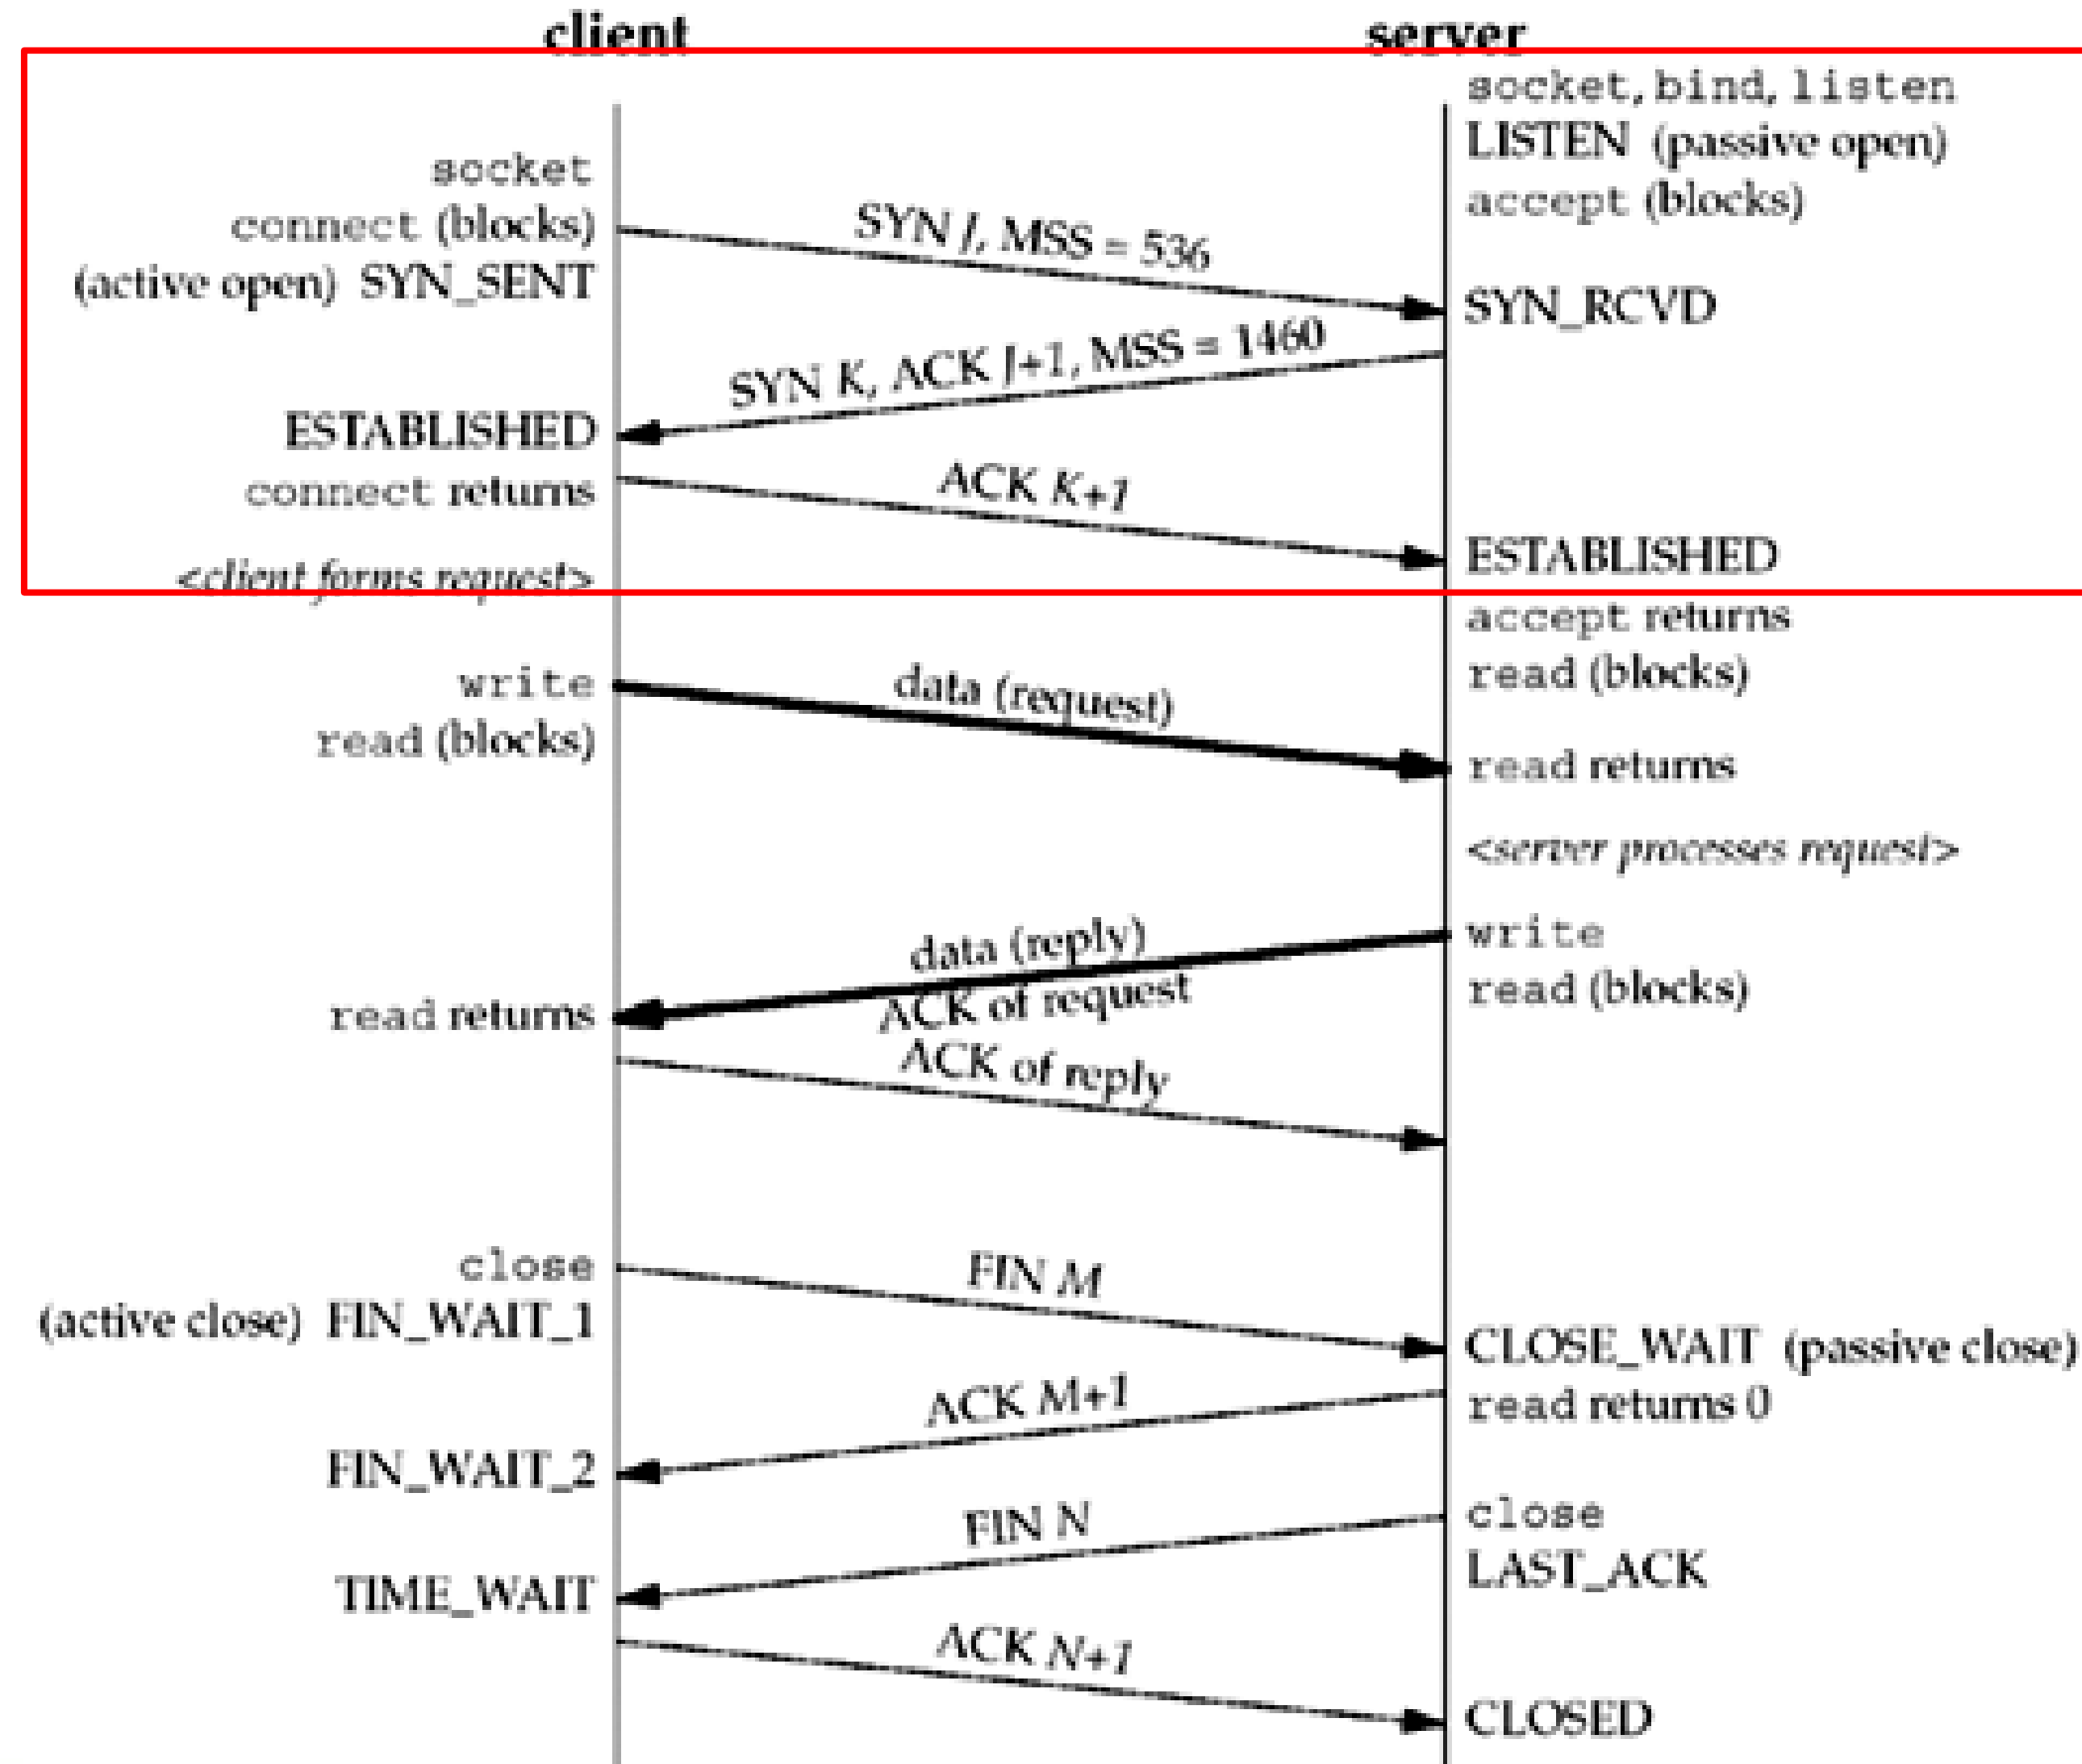 client
server
socket, bind, listen
LISTEN (passive open)
accept (blocks)
socket
connect (blocks)
(active open) SYN_SENT
SYN J, MSS = 536
SYN_RCVD
SYN K, ACK J+1, MSS = 1460
ESTABLISHED
connect returns
ACK K+1
ESTABLISHED
<client forms request>
accept returns
read (blocks)
write
read (blocks)
data (request)
read returns
<server processes request>
write
read (blocks)
data (reply)
ACK of request
read returns
ACK of reply
close
(active close) FIN_WAIT_1
FIN M
CLOSE_WAIT (passive close)
read returns 0
ACK M+1
FIN_WAIT_2
close
LAST_ACK
FIN N
TIME_WAIT
ACK N+1
CLOSED